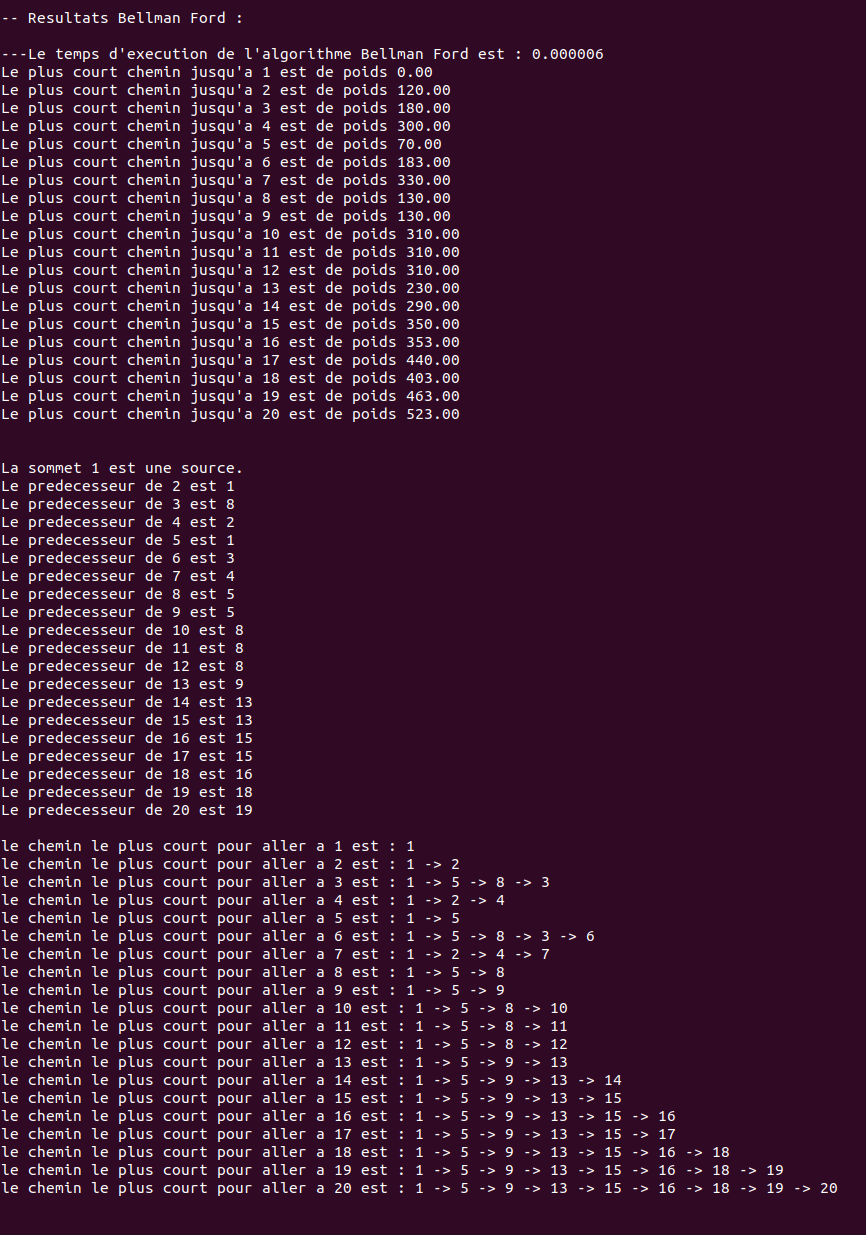 -- Resultats Bellman Ford :
---Le temps d'execution de l'algorithme Bellman Ford est : 0.000006
Le plus court chemin jusqu'a 1 est de poids 0.00
Le plus court chemin jusqu'a 2 est de poids 120.00
Le plus court chemin jusqu'a 3 est de poids 180.00
Le plus court chemin jusqu'a 4 est de poids 300.00
Le plus court chemin jusqu'a 5 est de poids 70.00
Le plus court chemin jusqu'a 6 est de poids 183.00
Le plus court chemin jusqu'a 7 est de poids 330.00
Le plus court chemin jusqu'a 8 est de poids 130.00
Le plus court chemin jusqu'a 9 est de poids 130.00
Le plus court chemin jusqu'a 10 est de poids 310.00
Le plus court chemin jusqu'a 11 est de poids 310.00
Le plus court chemin jusqu'a 12 est de poids 310.00
Le plus court chemin jusqu'a 13 est de poids 230.00
Le plus court chemin jusqu'a 14 est de poids 290.00
Le plus court chemin jusqu'a 15 est de poids 350.00
Le plus court chemin jusqu'a 16 est de poids 353.00
Le plus court chemin jusqu'a 17 est de poids 440.00
Le plus court chemin jusqu'a 18 est de poids 403.00
Le plus court chemin jusqu'a 19 est de poids 463.00
Le plus court chemin jusqu'a 20 est de poids 523.00
La sommet 1 est une source.
Le predecesseur de 2 est 1
Le predecesseur de 3 est 8
Le predecesseur de 4 est 2
Le predecesseur de 5 est 1
Le predecesseur de 6 est 3
Le predecesseur de 7 est 4
Le predecesseur de 8 est 5
Le predecesseur de 9 est 5
Le predecesseur de 10 est 8
Le predecesseur de 11 est 8
Le predecesseur de 12 est 8
Le predecesseur de 13 est 9
Le predecesseur de 14 est 13
Le predecesseur de 15 est 13
Le predecesseur de 16 est 15
Le predecesseur de 17 est 15
Le predecesseur de 18 est 16
Le predecesseur de 19 est 18
Le predecesseur de 20 est 19
le chemin le plus court pour aller a 1 est : 1
le chemin le plus court pour aller a 2 est : 1 -> 2
le chemin le plus court pour aller a 3 est : 1 -> 5 -> 8 -> 3
le chemin le plus court pour aller a 4 est : 1 -> 2 -> 4
le chemin le plus court pour aller a 5 est : 1 -> 5
le chemin le plus court pour aller a 6 est : 1 -> 5 -> 8 -> 3 -> 6
le chemin le plus court pour aller a 7 est : 1 -> 2 -> 4 -> 7
le chemin le plus court pour aller a 8 est : 1 -> 5 -> 8
le chemin le plus court pour aller a 9 est : 1 -> 5 -> 9
le chemin le plus court pour aller a 10 est : 1 -> 5 -> 8 -> 10
le chemin le plus court pour aller a 11 est : 1 -> 5 -> 8 -> 11
le chemin le plus court pour aller a 12 est : 1 -> 5 -> 8 -> 12
le chemin le plus court pour aller a 13 est : 1 -> 5 -> 9 -> 13
le chemin le plus court pour aller a 14 est : 1 -> 5 -> 9 -> 13 -> 14
le chemin le plus court pour aller a 15 est : 1 -> 5 -> 9 -> 13 -> 15
le chemin le plus court pour aller a 16 est : 1 -> 5 -> 9 -> 13 -> 15 -> 16
le chemin le plus court pour aller a 17 est : 1 -> 5 -> 9 -> 13 -> 15 -> 17
le chemin le plus court pour aller a 18 est : 1 -> 5 -> 9 -> 13 -> 15 -> 16 -> 18
le chemin le plus court pour aller a 19 est : 1 -> 5 -> 9 -> 13 -> 15 -> 16 -> 18 -> 19
le chemin le plus court pour aller a 20 est : 1 -> 5 -> 9 -> 13 -> 15 -> 16 -> 18 -> 19 -> 20